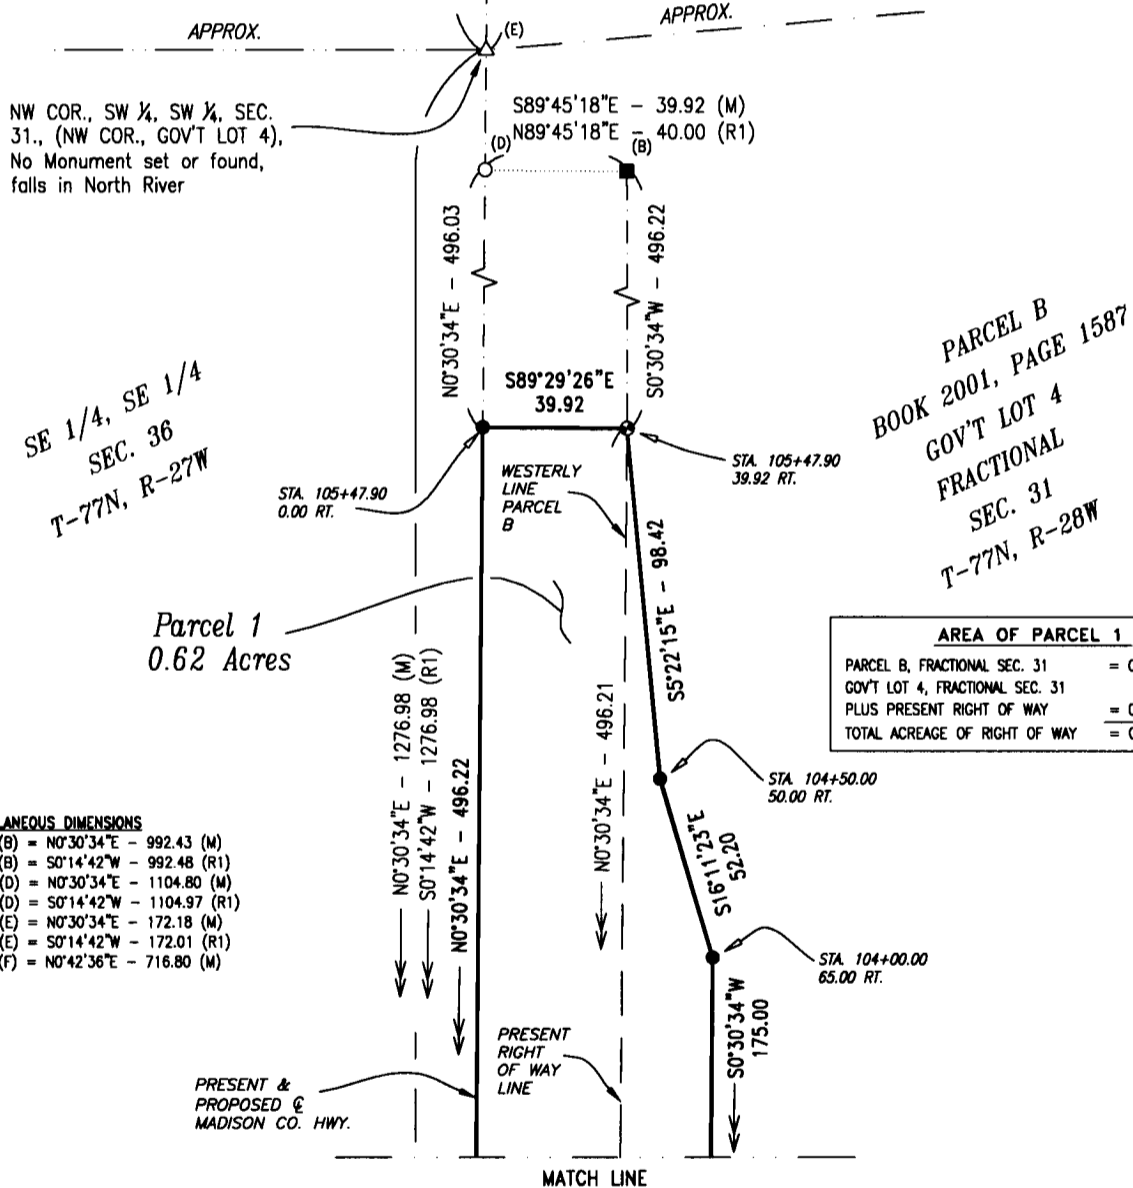 APPROX.
APPROX.
(E)
NW COR., SW ¼, SW ¼, SEC.
31., (NW COR., GOV'T LOT 4),
No Monument set or found,
falls in North River
S89°45'18"E - 39.92 (M)
N89°45'18"E - 40.00 (R1)
(D)
(B)
N0°30'34"E - 496.03
S0°30'34"W - 496.22
S89°29'26"E
39.92
SE 1/4, SE 1/4
SEC. 36
T-77N, R-27W
PARCEL B
BOOK 2001, PAGE 1587
GOV'T LOT 4
FRACTIONAL
SEC. 31
T-77N, R-28W
STA. 105+47.90
0.00 RT.
WESTERLY
LINE
PARCEL
B
STA. 105+47.90
39.92 RT.
S5°22'15"E - 98.42
Parcel 1
0.62 Acres
AREA OF PARCEL 1
PARCEL B, FRACTIONAL SEC. 31 = 0
GOV'T LOT 4, FRACTIONAL SEC. 31
PLUS PRESENT RIGHT OF WAY = 0
TOTAL ACREAGE OF RIGHT OF WAY = 0
N0°30'34"E - 1276.98 (M)
S0°14'42"W - 1276.98 (R1)
N0°30'34"E - 496.22
N0°30'34"E - 496.21
STA. 104+50.00
50.00 RT.
S16°11'23"E
52.20
LANEOUS DIMENSIONS
(B) = N0°30'34"E - 992.43 (M)
(B) = S0°14'42"W - 992.48 (R1)
(D) = N0°30'34"E - 1104.80 (M)
(D) = S0°14'42"W - 1104.97 (R1)
(E) = N0°30'34"E - 172.18 (M)
(E) = S0°14'42"W - 172.01 (R1)
(F) = N0°42'36"E - 716.80 (M)
STA. 104+00.00
65.00 RT.
S0°30'34"W
175.00
PRESENT
RIGHT
OF WAY
LINE
PRESENT &
PROPOSED ℄
MADISON CO. HWY.
MATCH LINE